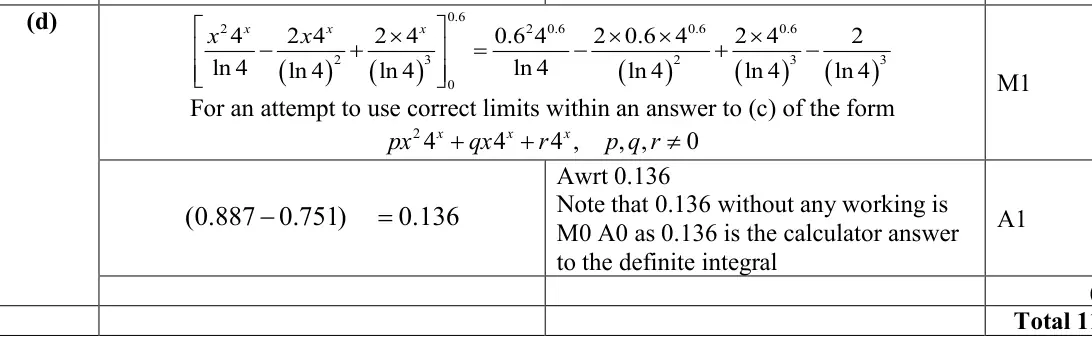 (d)
[x²4ˣ/ln 4 − 2x4ˣ/(ln 4)² + 2×4ˣ/(ln 4)³]₀^0.6 = 0.6²4^0.6/ln 4 − 2×0.6×4^0.6/(ln 4)² + 2×4^0.6/(ln 4)³ − 2/(ln 4)³
M1
For an attempt to use correct limits within an answer to (c) of the form
px²4ˣ + qx4ˣ + r4ˣ, p,q,r ≠ 0
(0.887 − 0.751) = 0.136
Awrt 0.136
Note that 0.136 without any working is
M0 A0 as 0.136 is the calculator answer
to the definite integral
A1
Total 11